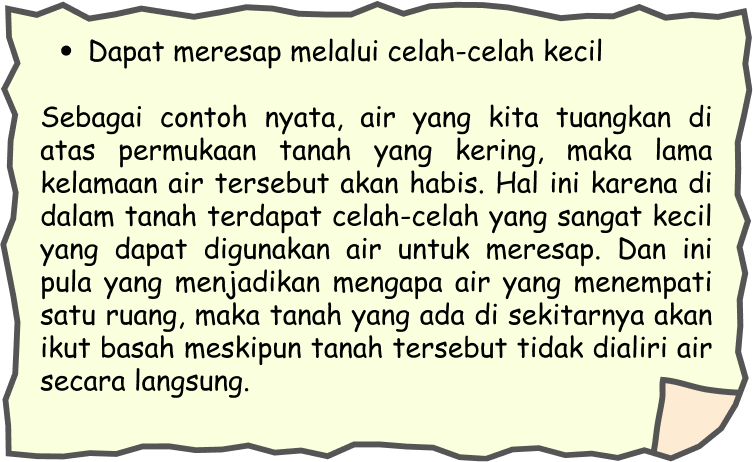 • Dapat meresap melalui celah-celah kecil
Sebagai contoh nyata, air yang kita tuangkan di
atas permukaan tanah yang kering, maka lama
kelamaan air tersebut akan habis. Hal ini karena di
dalam tanah terdapat celah-celah yang sangat kecil
yang dapat digunakan air untuk meresap. Dan ini
pula yang menjadikan mengapa air yang menempati
satu ruang, maka tanah yang ada di sekitarnya akan
ikut basah meskipun tanah tersebut tidak dialiri air
secara langsung.